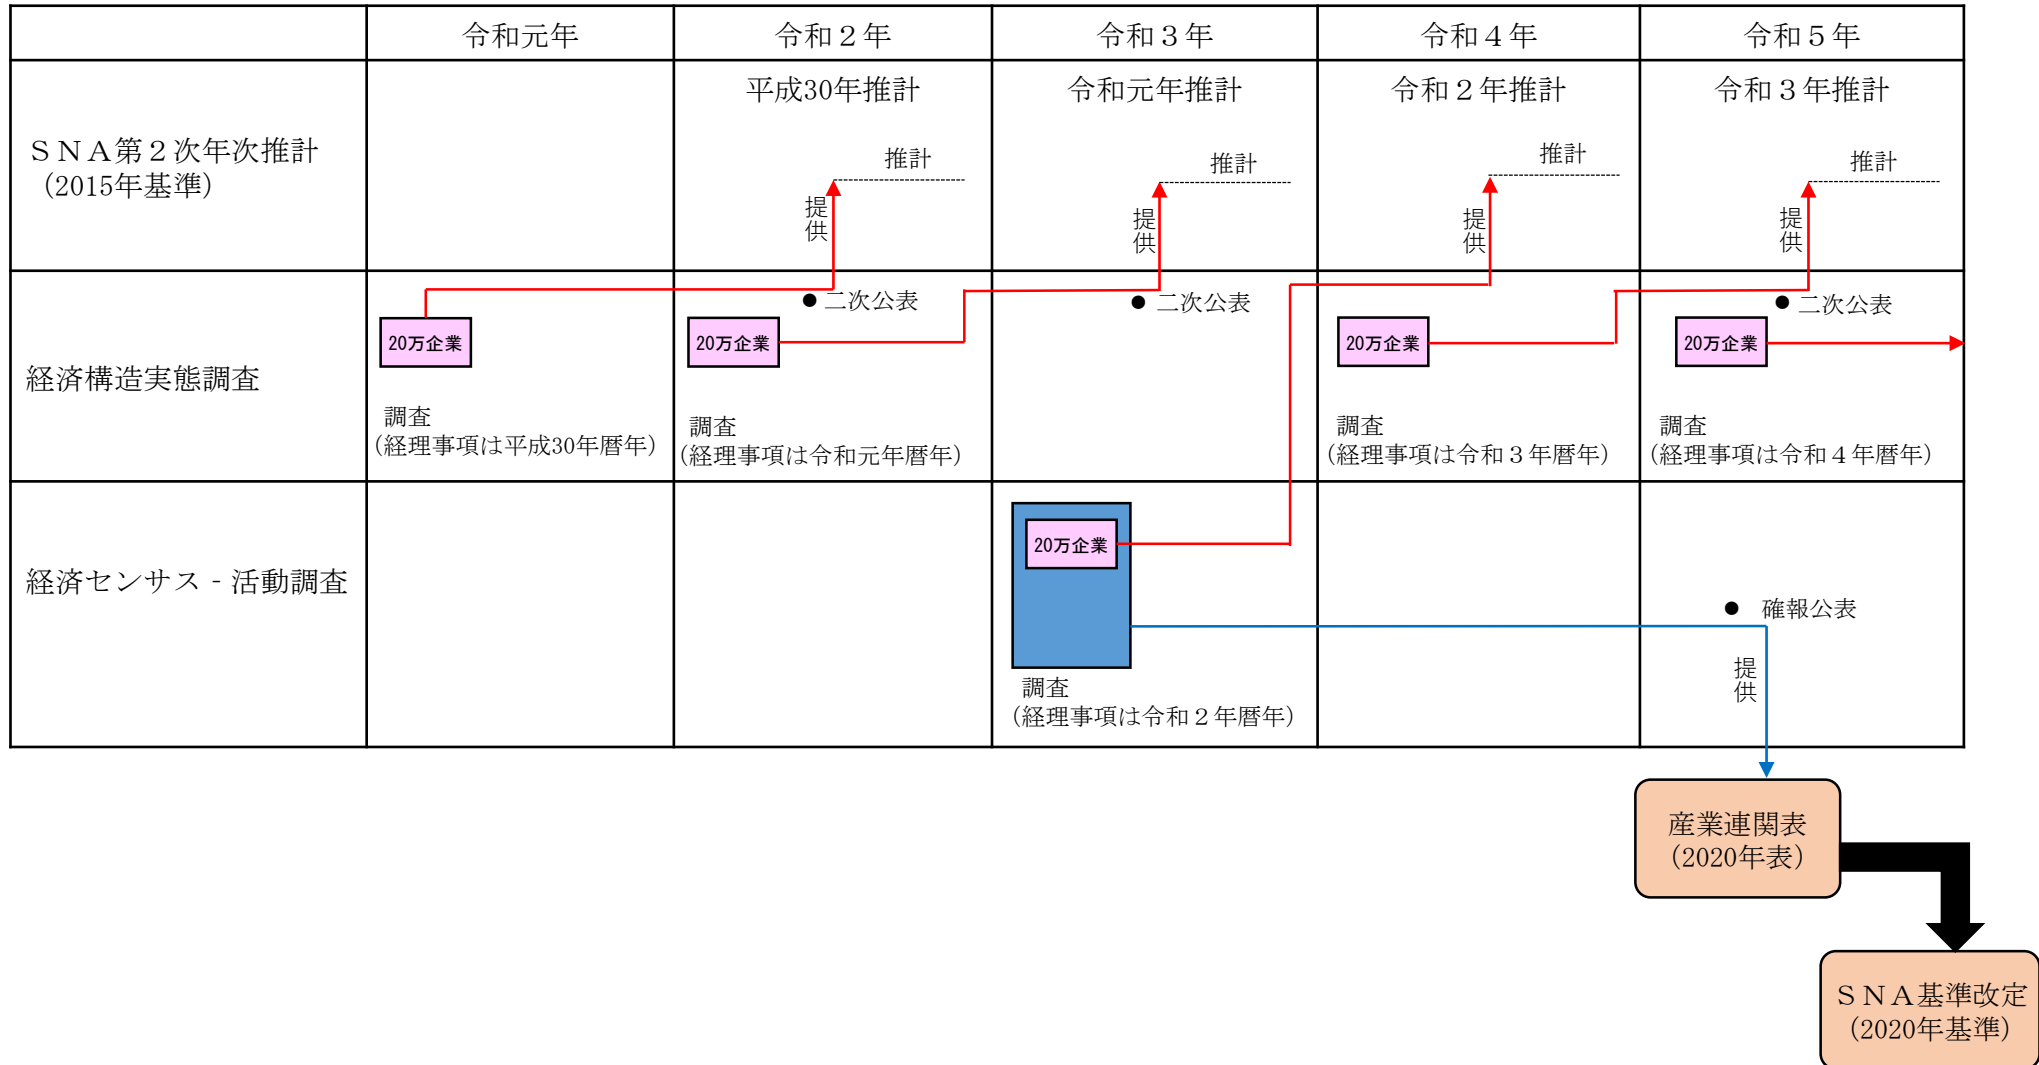 令和元年
令和２年
令和３年
令和４年
令和５年
ＳＮＡ第２次年次推計
（2015年基準）
平成30年推計
推計
提供
令和元年推計
推計
提供
令和２年推計
推計
提供
令和３年推計
推計
提供
経済構造実態調査
20万企業
調査
（経理事項は平成30年暦年）
●二次公表
20万企業
調査
（経理事項は令和元年暦年）
●二次公表
20万企業
調査
（経理事項は令和３年暦年）
●二次公表
20万企業
調査
（経理事項は令和４年暦年）
経済センサス‐活動調査
20万企業
調査
（経理事項は令和２年暦年）
● 確報公表
提供
産業連関表
（2020年表）
ＳＮＡ基準改定
（2020年基準）